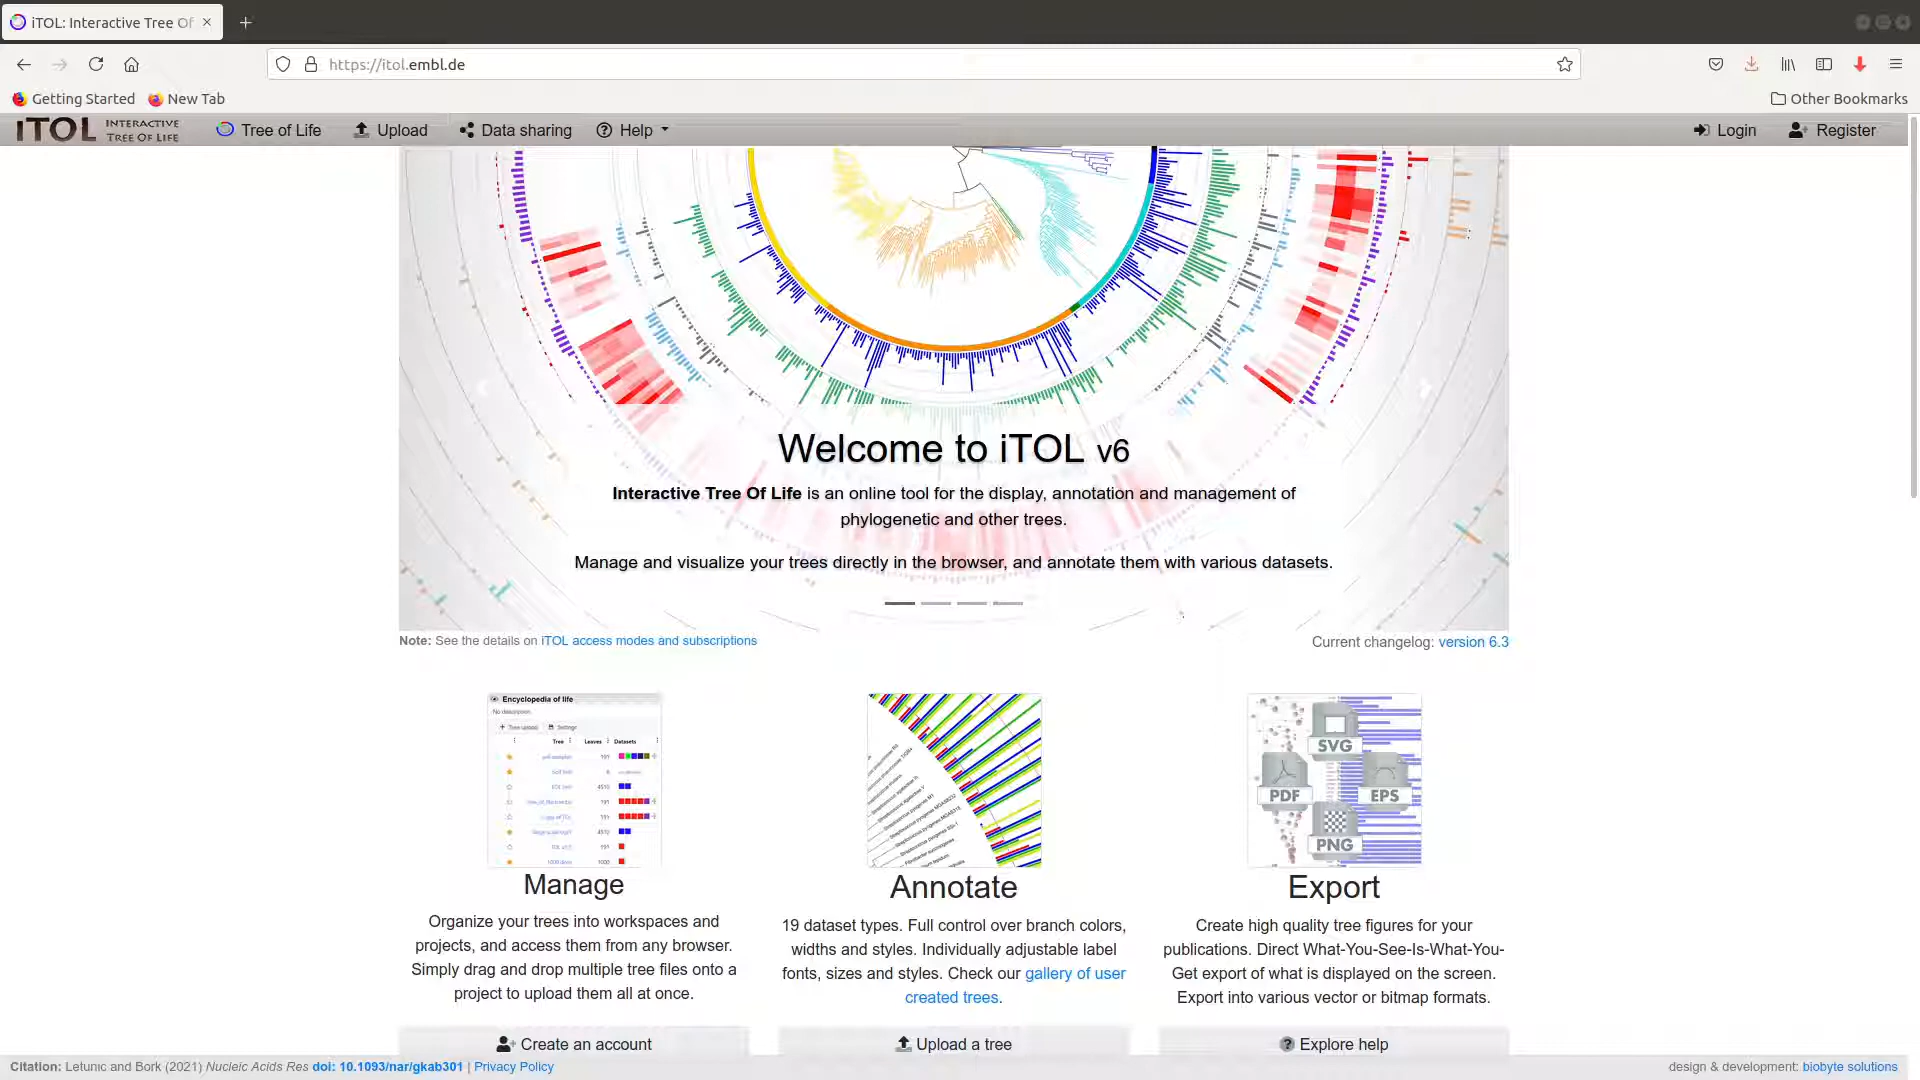 iTOL: Interactive Tree Of
https://itol.embl.de
Getting Started
New Tab
Other Bookmarks
iTOL INTERACTIVE TREE OF LIFE
Tree of Life
Upload
Data sharing
Help
Login
Register
Welcome to iTOL v6
Interactive Tree Of Life is an online tool for the display, annotation and management of
phylogenetic and other trees.
Manage and visualize your trees directly in the browser, and annotate them with various datasets.
Note: See the details on iTOL access modes and subscriptions
Current changelog: version 6.3
Encyclopedia of life
No description
Tree upload
Settings
Tree
Leaves
Datasets
SVG
PDF
EPS
PNG
Manage
Organize your trees into workspaces and
projects, and access them from any browser.
Simply drag and drop multiple tree files onto a
project to upload them all at once.
Create an account
Annotate
19 dataset types. Full control over branch colors,
widths and styles. Individually adjustable label
fonts, sizes and styles. Check our gallery of user
created trees.
Upload a tree
Export
Create high quality tree figures for your
publications. Direct What-You-See-Is-What-You-
Get export of what is displayed on the screen.
Export into various vector or bitmap formats.
Explore help
Citation: Letunic and Bork (2021) Nucleic Acids Res doi: 10.1093/nar/gkab301 | Privacy Policy
design & development: biobyte solutions